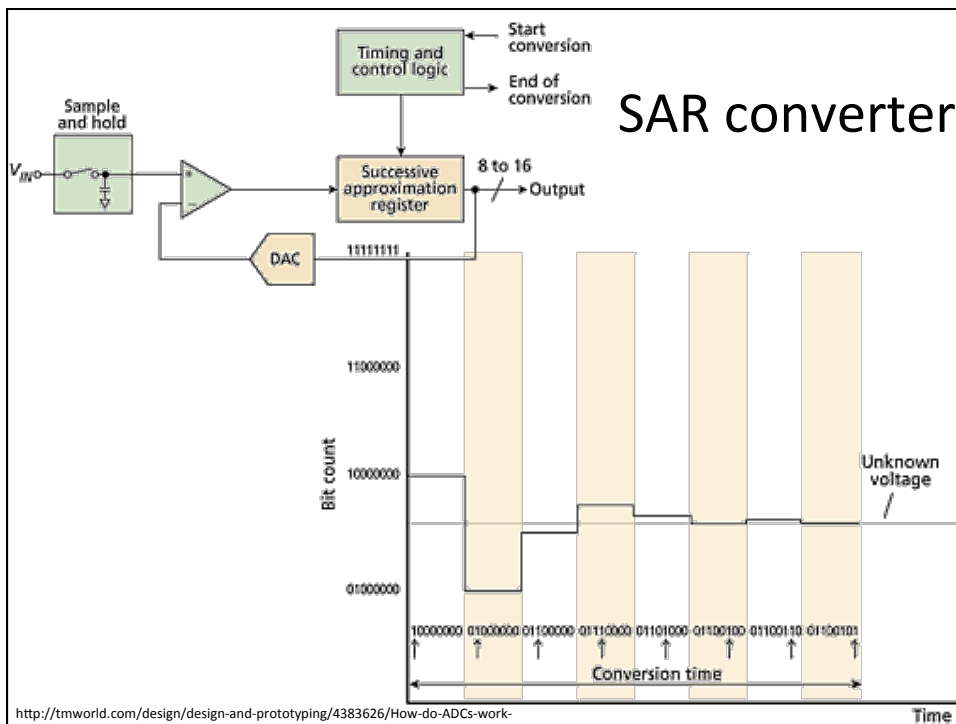 Start
conversion
Timing and
control logic
End of
conversion
SAR converter
Sample
and hold
VIN
+
−
Successive
approximation
register
8 to 16
Output
DAC
11111111
11000000
10000000
01000000
Bit count
Unknown
voltage
10000000 01000000 01100000 01110000 01101000 01100100 01100110 01100101
Conversion time
Time
http://tmworld.com/design/design-and-prototyping/4383626/How-do-ADCs-work-